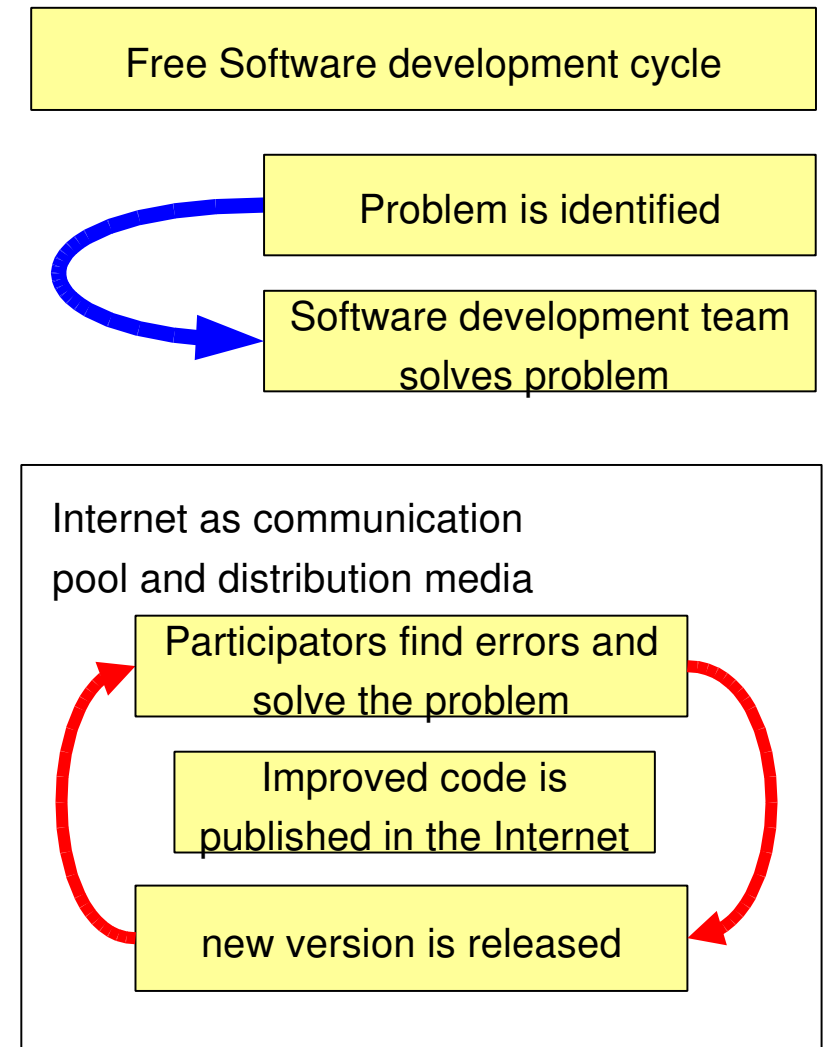 Free Software development cycle
Problem is identified
Software development team
solves problem
Internet as communication
pool and distribution media
Participators find errors and
solve the problem
Improved code is
published in the Internet
new version is released